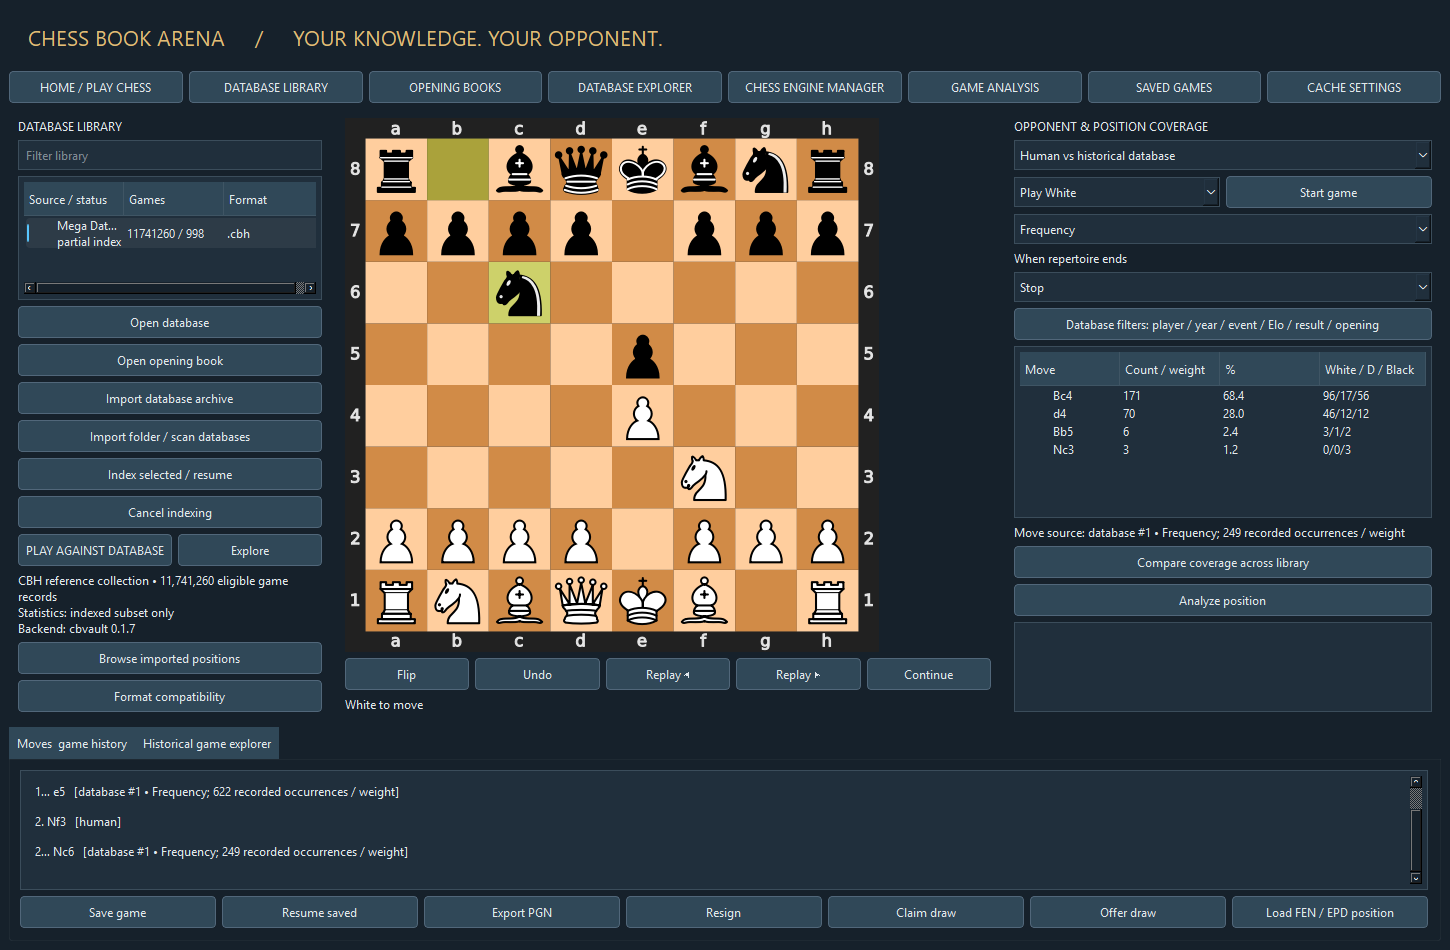 CHESS BOOK ARENA / YOUR KNOWLEDGE. YOUR OPPONENT.
HOME / PLAY CHESS DATABASE LIBRARY OPENING BOOKS DATABASE EXPLORER CHESS ENGINE MANAGER GAME ANALYSIS SAVED GAMES CACHE SETTINGS
DATABASE LIBRARY
Filter library
Source / status Games Format
Mega Dat...
partial index
11741260 / 998 .cbh
Open database
Open opening book
Import database archive
Import folder / scan databases
Index selected / resume
Cancel indexing
PLAY AGAINST DATABASE Explore
CBH reference collection • 11,741,260 eligible game
records
Statistics: indexed subset only
Backend: cbvault 0.1.7
Browse imported positions
Format compatibility
a b c d e f g h
8 8
7 7
6 6
5 5
4 4
3 3
2 2
1 1
a b c d e f g h
Flip Undo Replay Replay Continue
White to move
OPPONENT & POSITION COVERAGE
Human vs historical database
Play White Start game
Frequency
When repertoire ends
Stop
Database filters: player / year / event / Elo / result / opening
Move Count / weight % White / D / Black
Bc4 171 68.4 96/17/56
d4 70 28.0 46/12/12
Bb5 6 2.4 3/1/2
Nc3 3 1.2 0/0/3
Move source: database #1 • Frequency; 249 recorded occurrences / weight
Compare coverage across library
Analyze position
Moves game history Historical game explorer
1... e5 [database #1 • Frequency; 622 recorded occurrences / weight]
2. Nf3 [human]
2... Nc6 [database #1 • Frequency; 249 recorded occurrences / weight]
Save game Resume saved Export PGN Resign Claim draw Offer draw Load FEN / EPD position